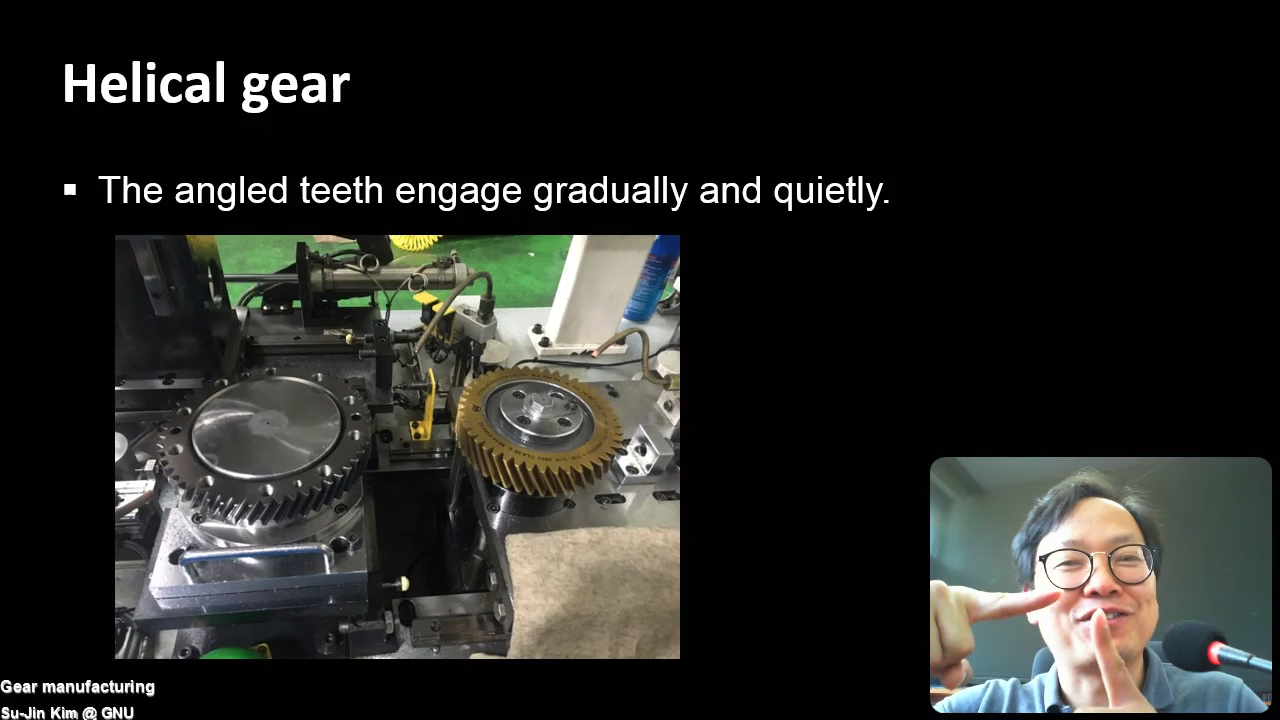 Helical gear
▪ The angled teeth engage gradually and quietly.
Gear manufacturing
Su-Jin Kim @ GNU